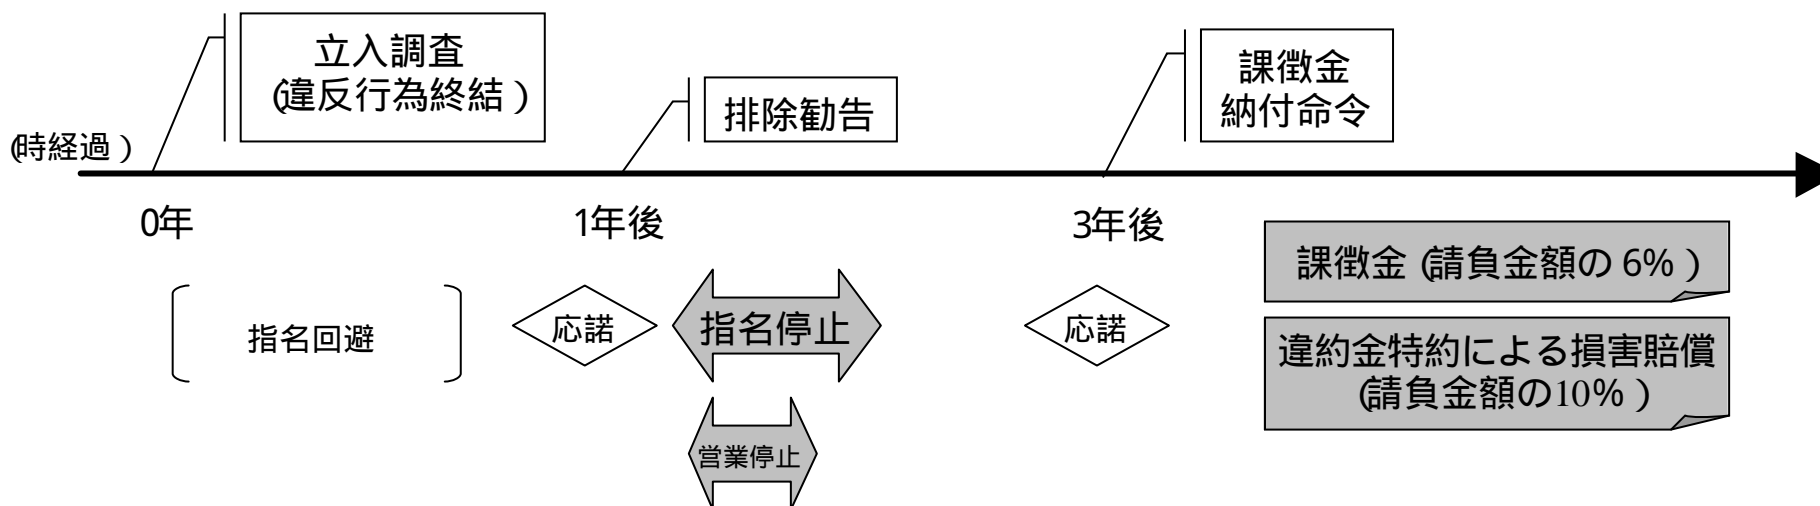 立入調査
(違反行為終結)
排除勧告
課徴金
納付命令
(時経過)
0年
1年後
3年後
課徴金(請負金額の6%)
指名回避
応諾
指名停止
応諾
違約金特約による損害賠償
(請負金額の10%)
営業停止